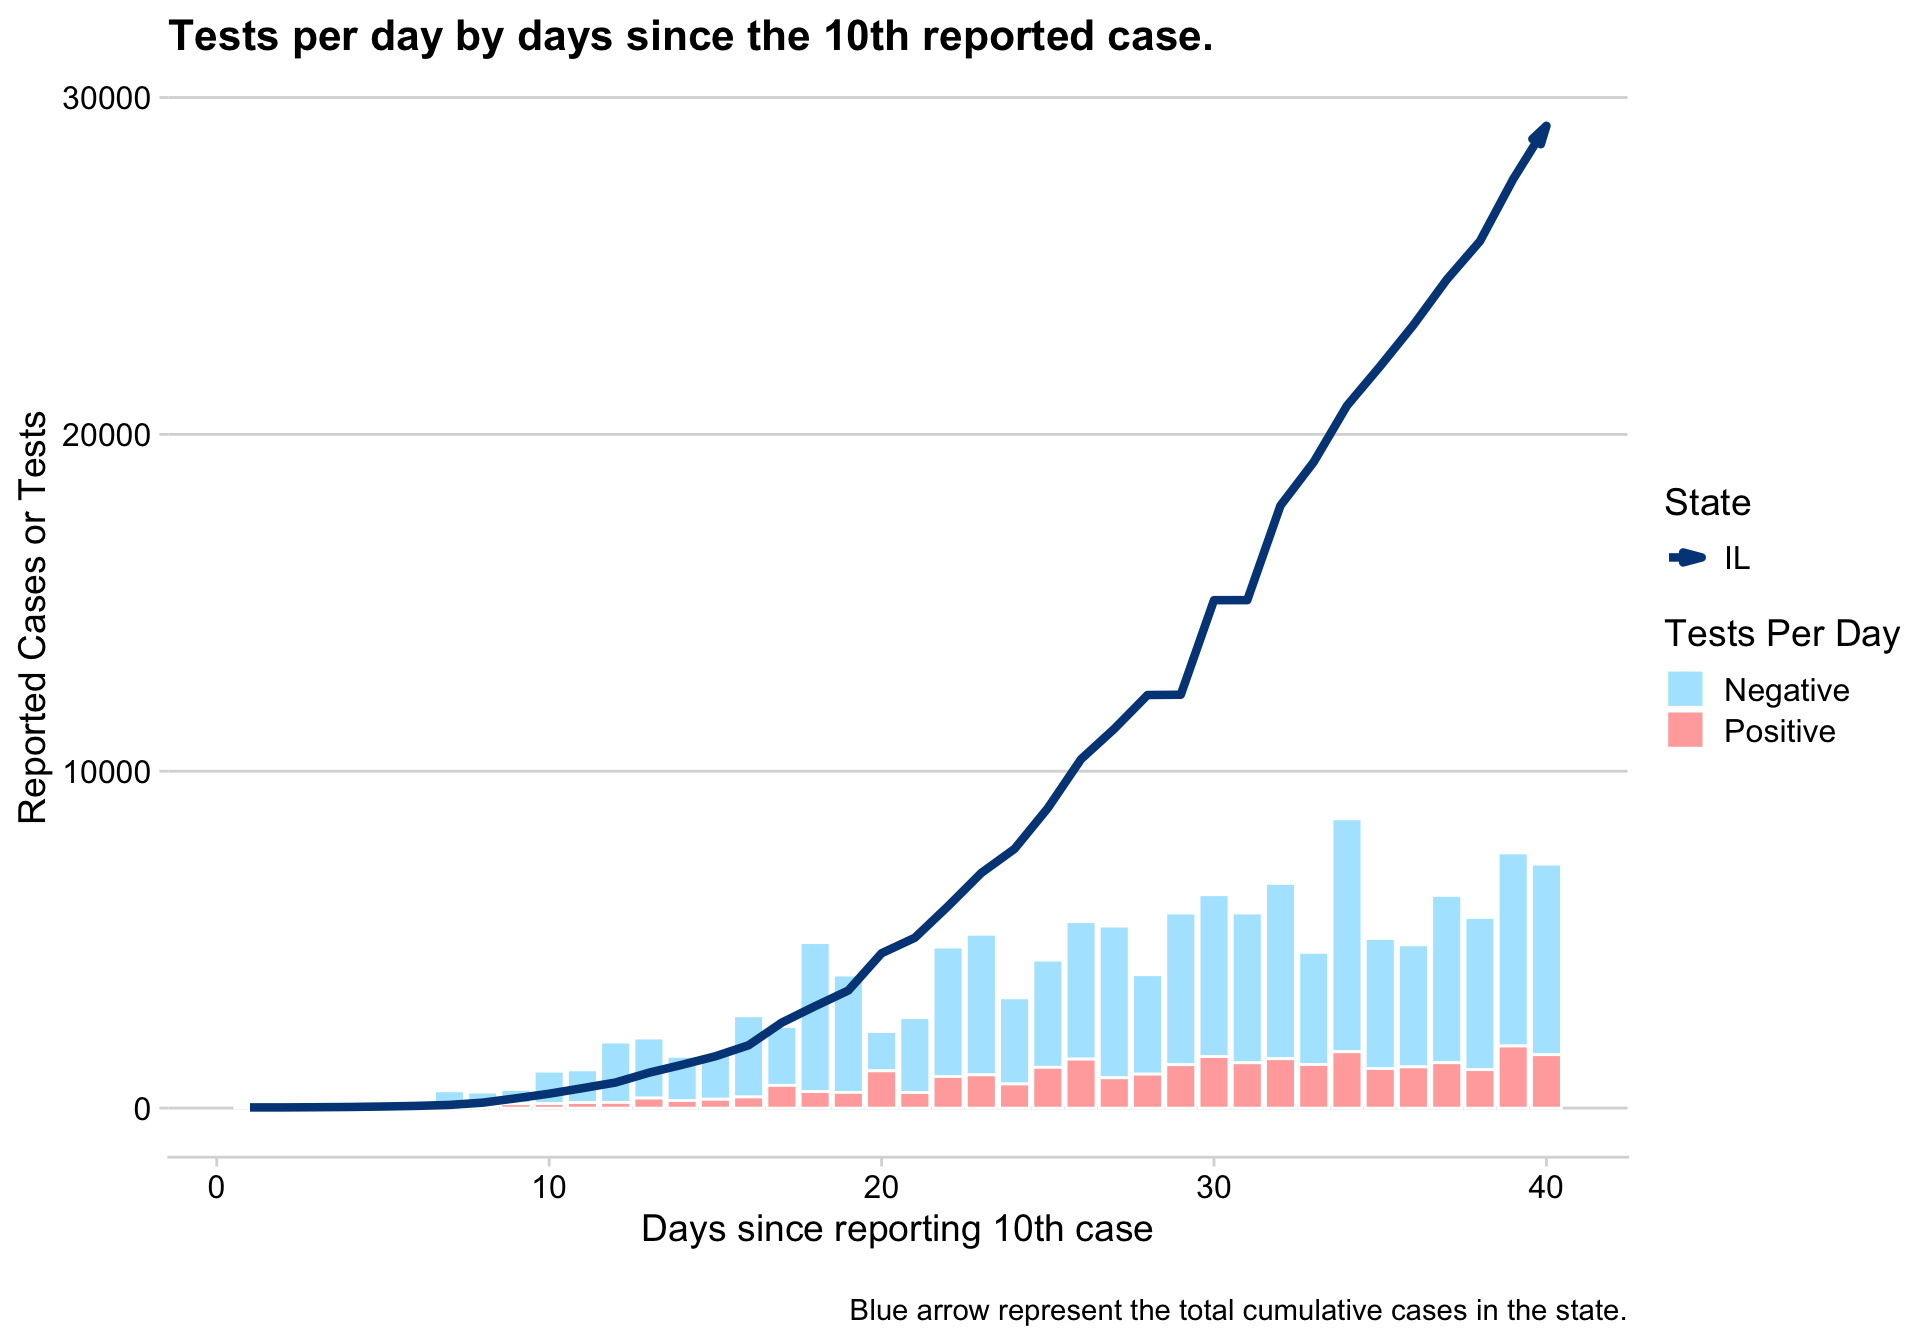 Tests per day by days since the 10th reported case.
30000
20000
10000
0
Reported Cases or Tests
0 10 20 30 40
Days since reporting 10th case
State
IL
Tests Per Day
Negative
Positive
Blue arrow represent the total cumulative cases in the state.